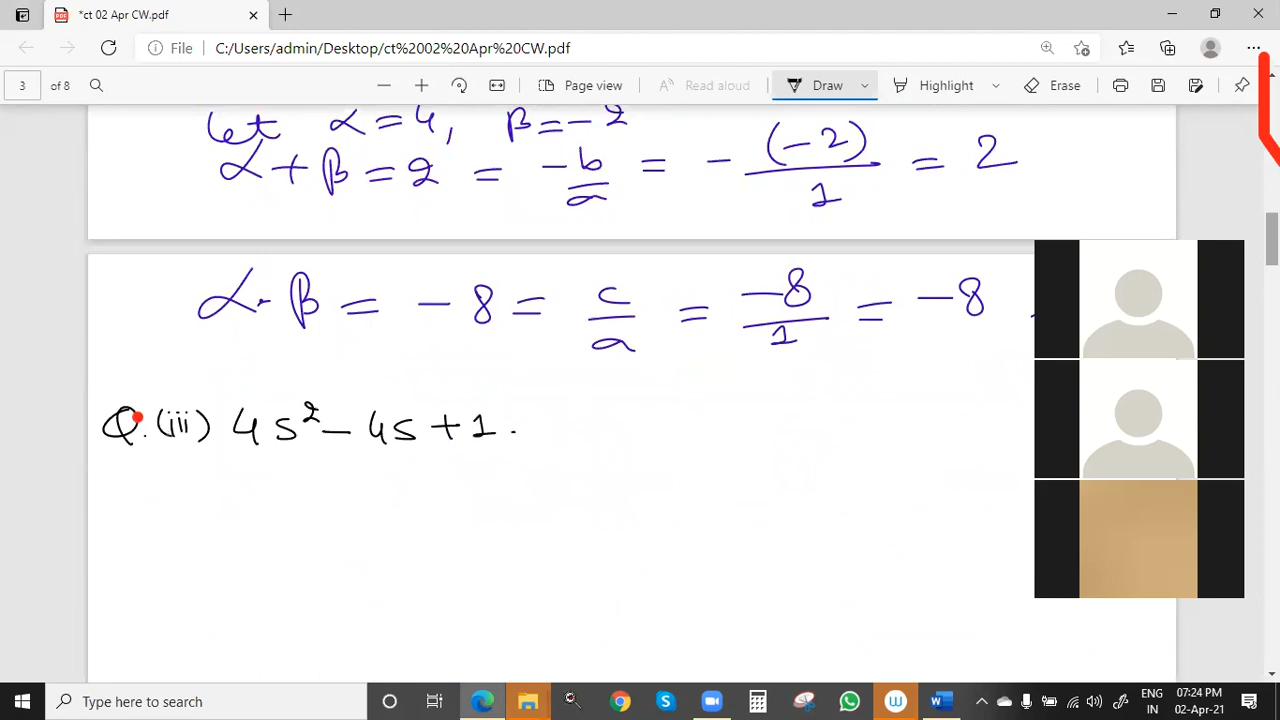 *ct 02 Apr CW.pdf
File C:/Users/admin/Desktop/ct%2002%20Apr%20CW.pdf
3 of 8 Page view Read aloud Draw Highlight Erase
let α = 4, β = -2
α + β = 2 = -b/a = - (-2)/1 = 2
α · β = -8 = c/a = -8/1 = -8
Q.(iii) 4s² - 4s + 1.
Type here to search
ENG
IN
07:24 PM
02-Apr-21